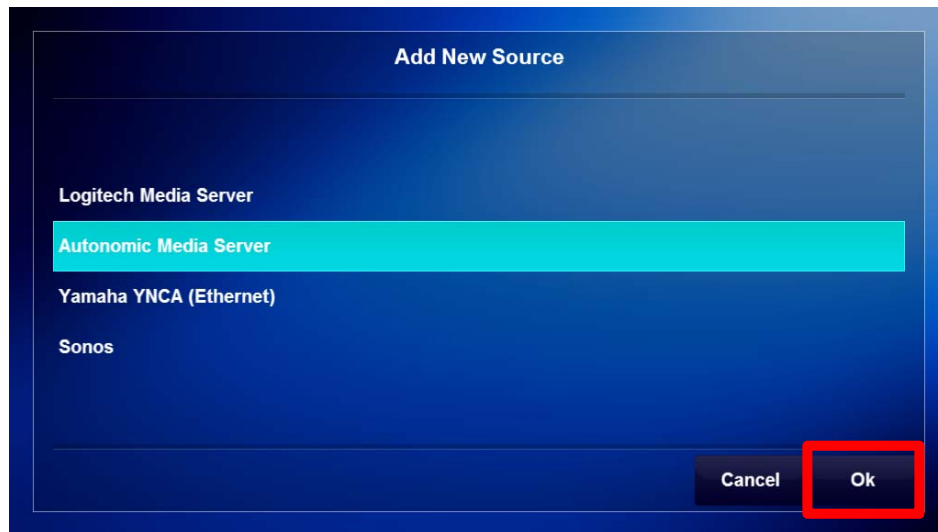 Add New Source
Logitech Media Server
Autonomic Media Server
Yamaha YNCA (Ethernet)
Sonos
Cancel Ok